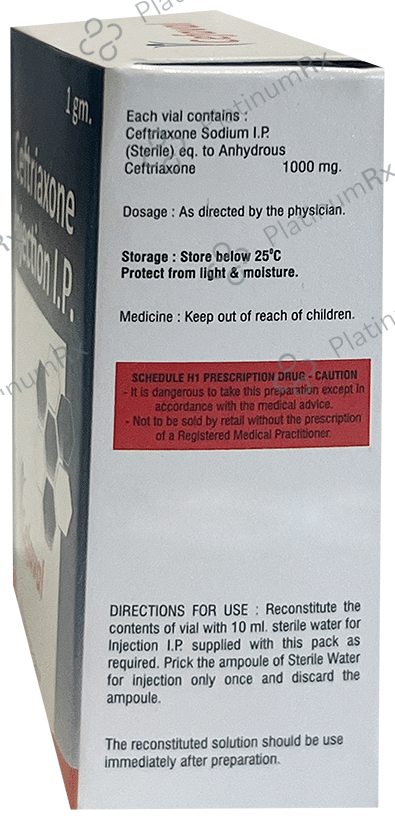 1 gm.
Ceftriaxone
Injection I.P.
Each vial contains :
Ceftriaxone Sodium I.P.
(Sterile) eq. to Anhydrous
Ceftriaxone 1000 mg.
Dosage : As directed by the physician.
Storage : Store below 25°C
Protect from light & moisture.
Medicine : Keep out of reach of children.
SCHEDULE H1 PRESCRIPTION DRUG - CAUTION
- It is dangerous to take this preparation except in
accordance with the medical advice.
- Not to be sold by retail without the prescription
of a Registered Medical Practitioner.
DIRECTIONS FOR USE : Reconstitute the
contents of vial with 10 ml. sterile water for
Injection I.P. supplied with this pack as
required. Prick the ampoule of Sterile Water
for injection only once and discard the
ampoule.
The reconstituted solution should be use
immediately after preparation.
PlatinumRx
PlatinumRx
PlatinumRx